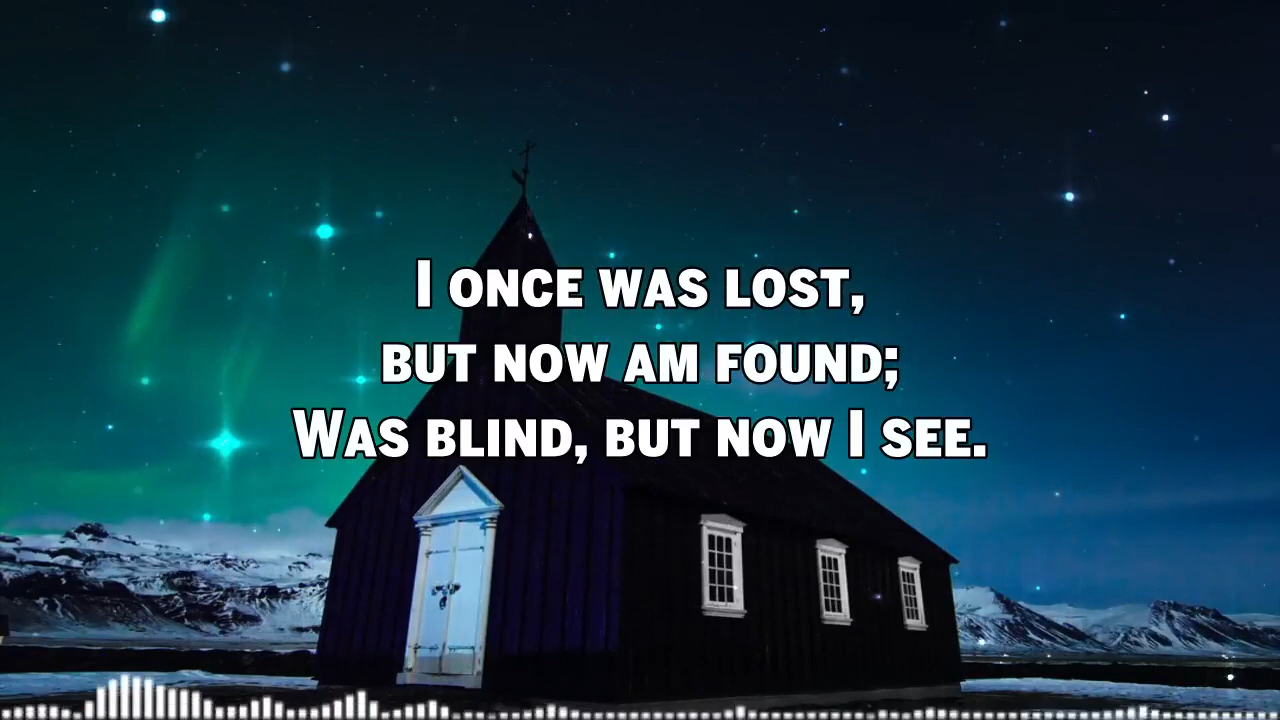 I once was lost,
but now am found;
Was blind, but now I see.